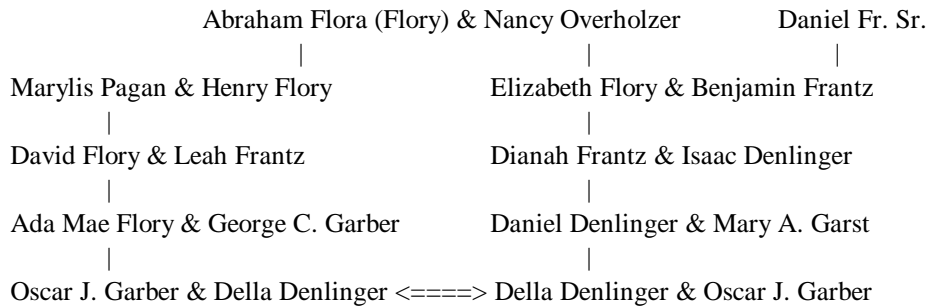 Abraham Flora (Flory) & Nancy Overholzer Daniel Fr. Sr.
| | |
Marylis Pagan & Henry Flory Elizabeth Flory & Benjamin Frantz
| |
David Flory & Leah Frantz Dianah Frantz & Isaac Denlinger
| |
Ada Mae Flory & George C. Garber Daniel Denlinger & Mary A. Garst
| |
Oscar J. Garber & Della Denlinger <====> Della Denlinger & Oscar J. Garber